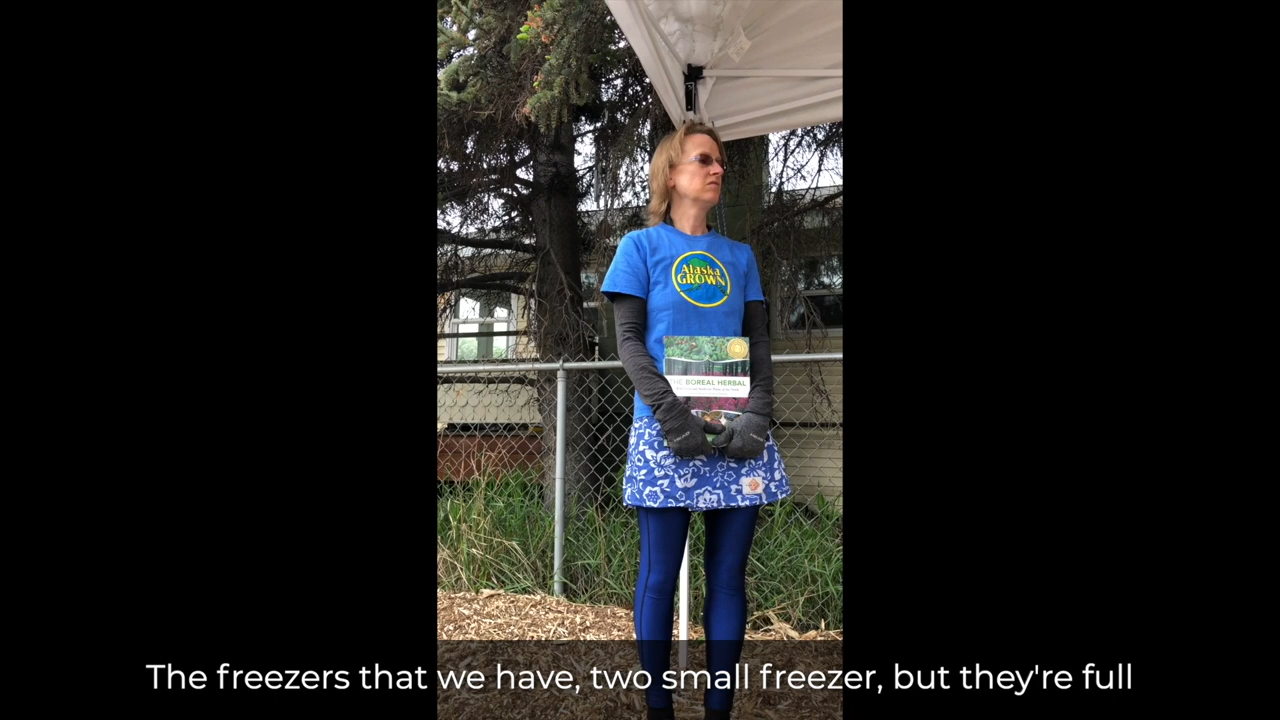 Alaska
GROWN
THE BOREAL HERBAL
The freezers that we have, two small freezer, but they're full